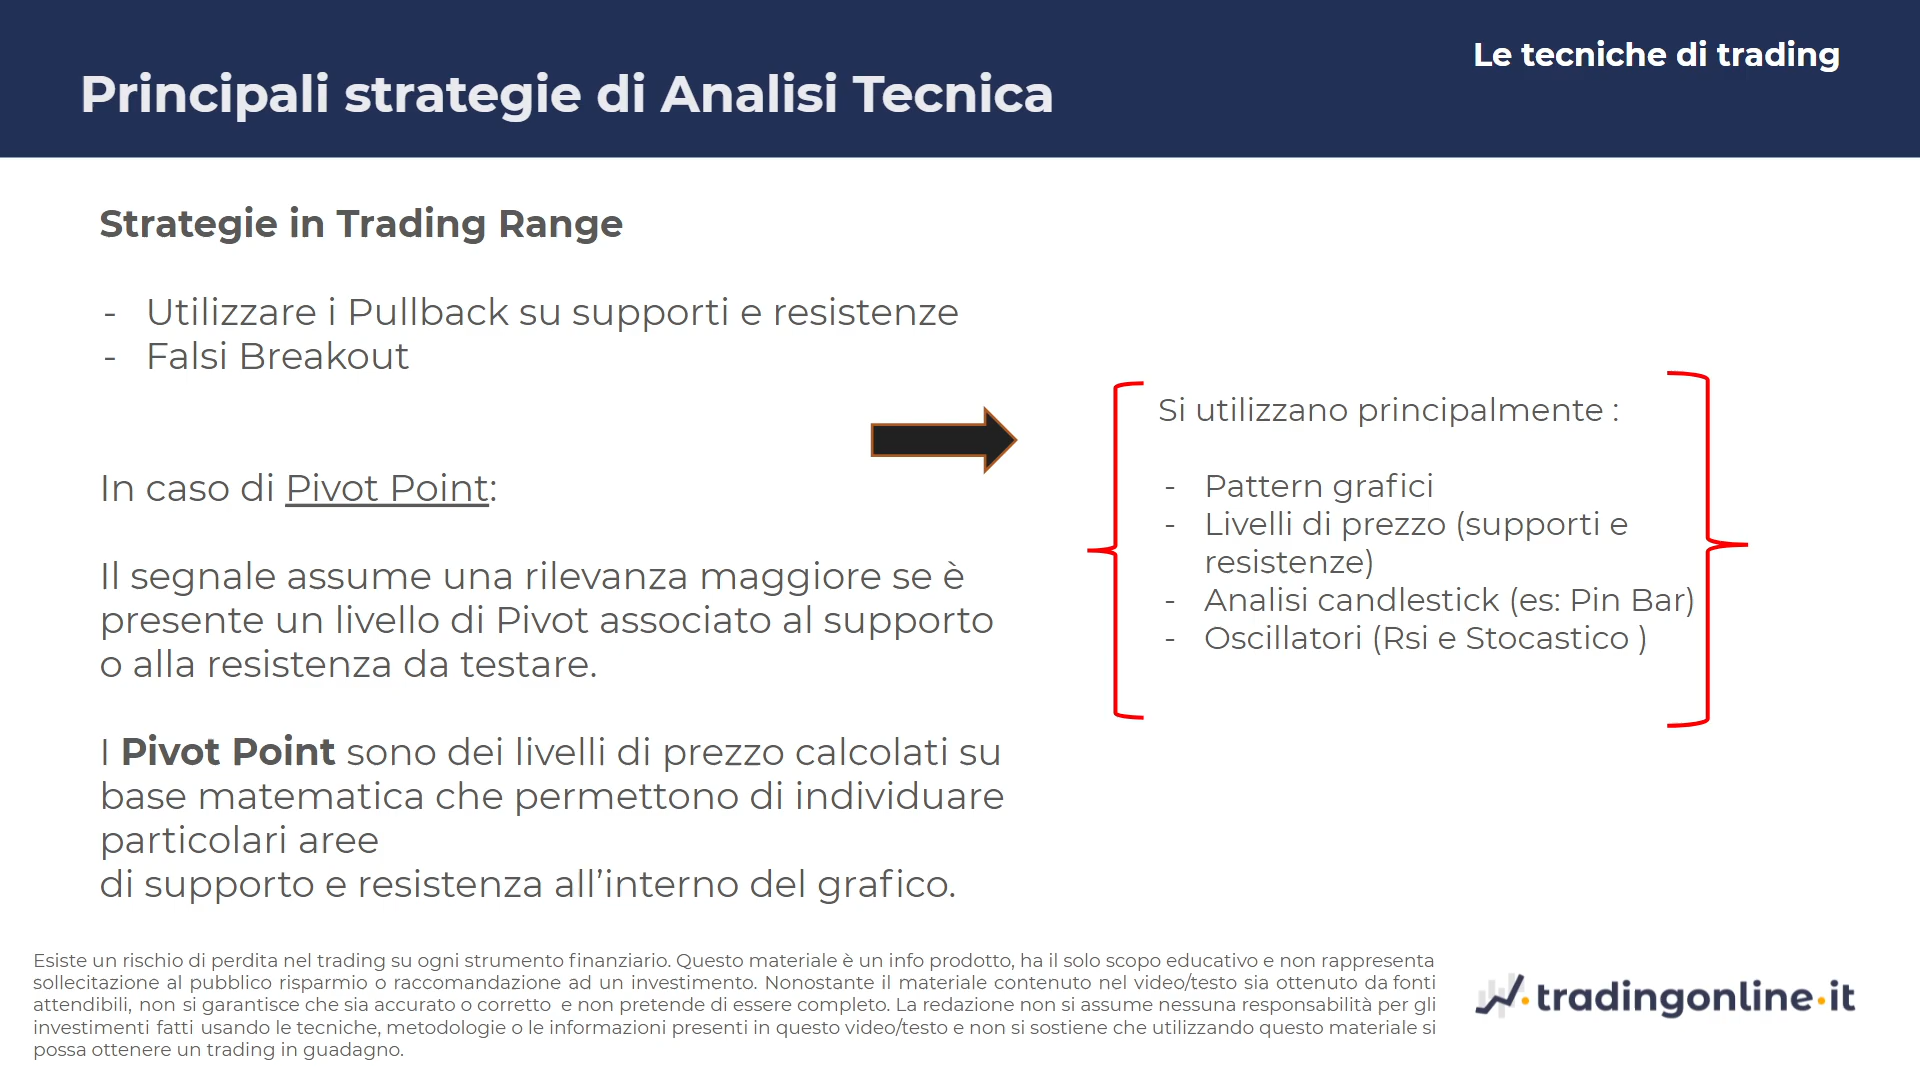 Le tecniche di trading
Principali strategie di Analisi Tecnica
Strategie in Trading Range
- Utilizzare i Pullback su supporti e resistenze
- Falsi Breakout
In caso di Pivot Point:
Il segnale assume una rilevanza maggiore se è
presente un livello di Pivot associato al supporto
o alla resistenza da testare.
I Pivot Point sono dei livelli di prezzo calcolati su
base matematica che permettono di individuare
particolari aree
di supporto e resistenza all’interno del grafico.
Si utilizzano principalmente :
- Pattern grafici
- Livelli di prezzo (supporti e
resistenze)
- Analisi candlestick (es: Pin Bar)
- Oscillatori (Rsi e Stocastico )
Esiste un rischio di perdita nel trading su ogni strumento finanziario. Questo materiale è un info prodotto, ha il solo scopo educativo e non rappresenta
sollecitazione al pubblico risparmio o raccomandazione ad un investimento. Nonostante il materiale contenuto nel video/testo sia ottenuto da fonti
attendibili, non si garantisce che sia accurato o corretto e non pretende di essere completo. La redazione non si assume nessuna responsabilità per gli
investimenti fatti usando le tecniche, metodologie o le informazioni presenti in questo video/testo e non si sostiene che utilizzando questo materiale si
possa ottenere un trading in guadagno.
tradingonline.it